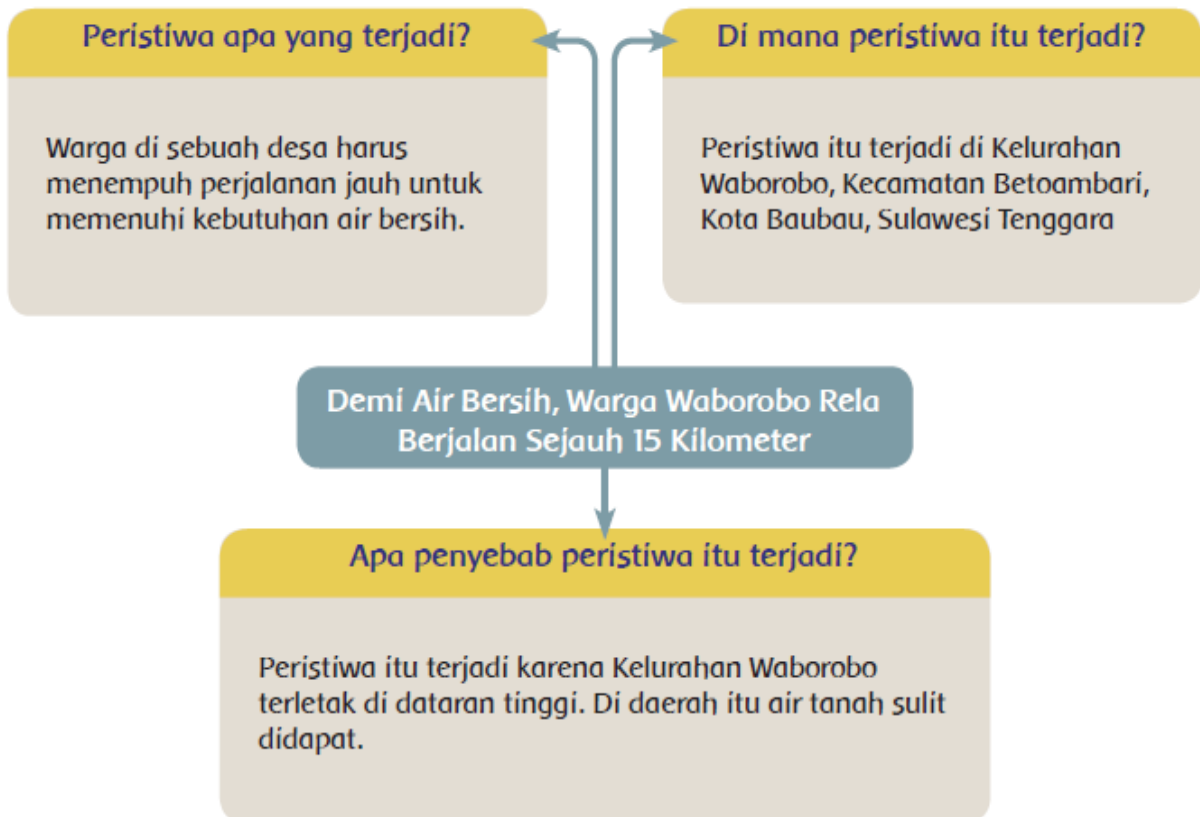 Peristiwa apa yang terjadi?
Warga di sebuah desa harus
menempuh perjalanan jauh untuk
memenuhi kebutuhan air bersih.
Di mana peristiwa itu terjadi?
Peristiwa itu terjadi di Kelurahan
Waborobo, Kecamatan Betoambari,
Kota Baubau, Sulawesi Tenggara
Demi Air Bersih, Warga Waborobo Rela
Berjalan Sejauh 15 Kilometer
Apa penyebab peristiwa itu terjadi?
Peristiwa itu terjadi karena Kelurahan Waborobo
terletak di dataran tinggi. Di daerah itu air tanah sulit
didapat.